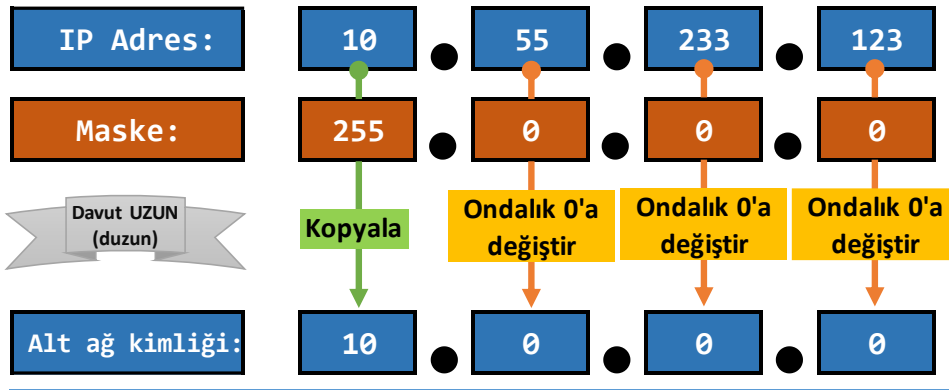 IP Adres: 10 . 55 . 233 . 123
Maske: 255 . 0 . 0 . 0
Davut UZUN
(duzun)
Kopyala
Ondalık 0'a
değiştir
Ondalık 0'a
değiştir
Ondalık 0'a
değiştir
Alt ağ kimliği: 10 . 0 . 0 . 0